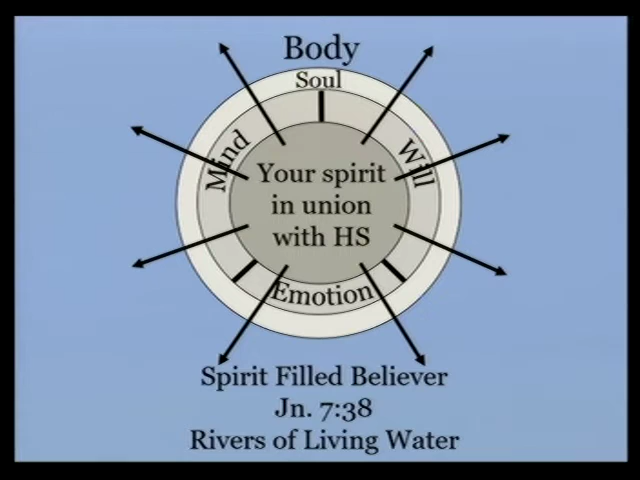 Body
Soul
Mind
Will
Your spirit
in union
with HS
Emotion
Spirit Filled Believer
Jn. 7:38
Rivers of Living Water